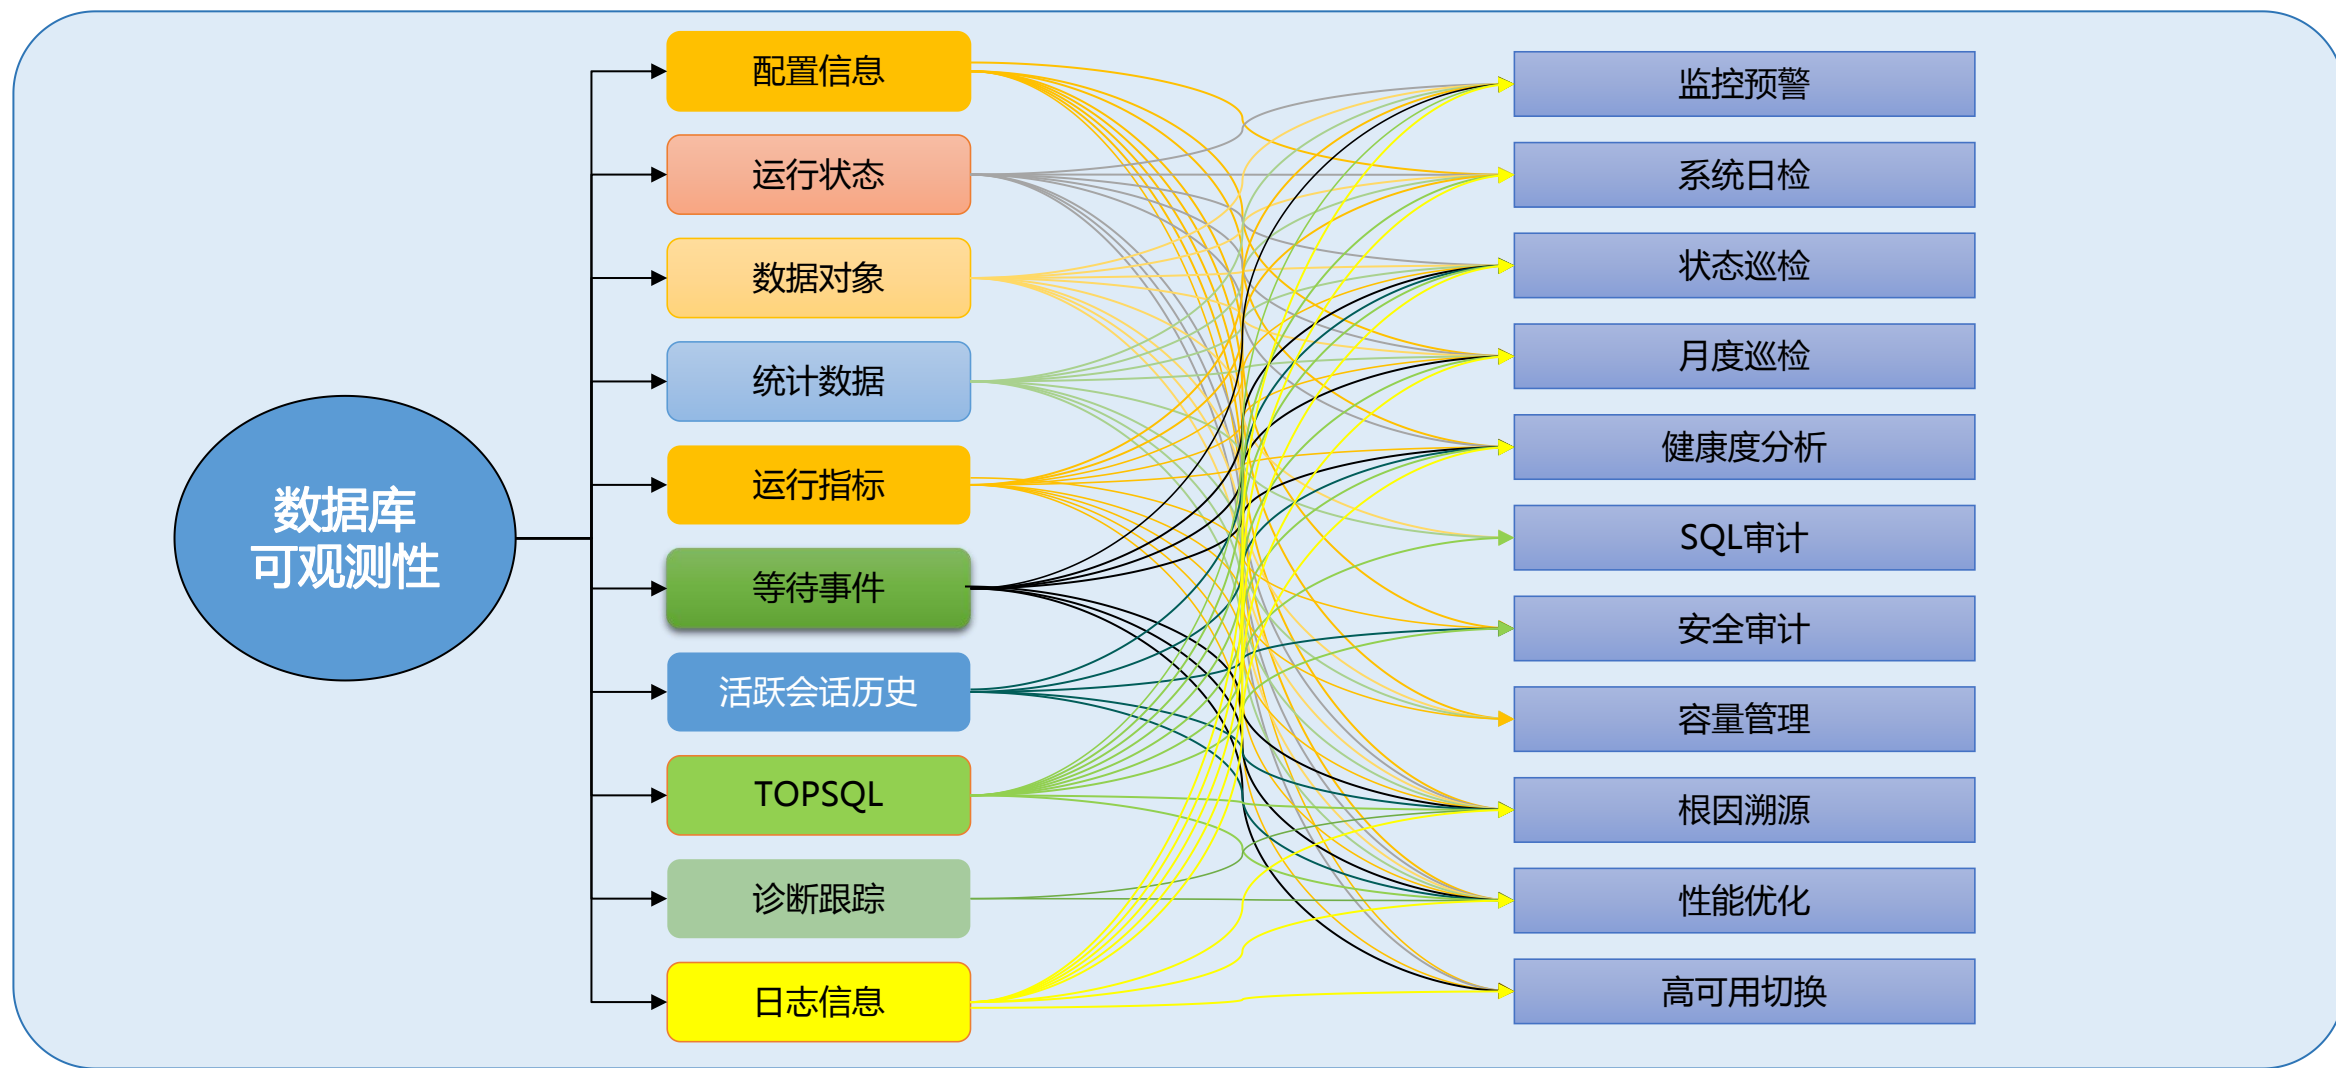 数据库
可观测性
配置信息
运行状态
数据对象
统计数据
运行指标
等待事件
活跃会话历史
TOPSQL
诊断跟踪
日志信息
监控预警
系统日检
状态巡检
月度巡检
健康度分析
SQL审计
安全审计
容量管理
根因溯源
性能优化
高可用切换